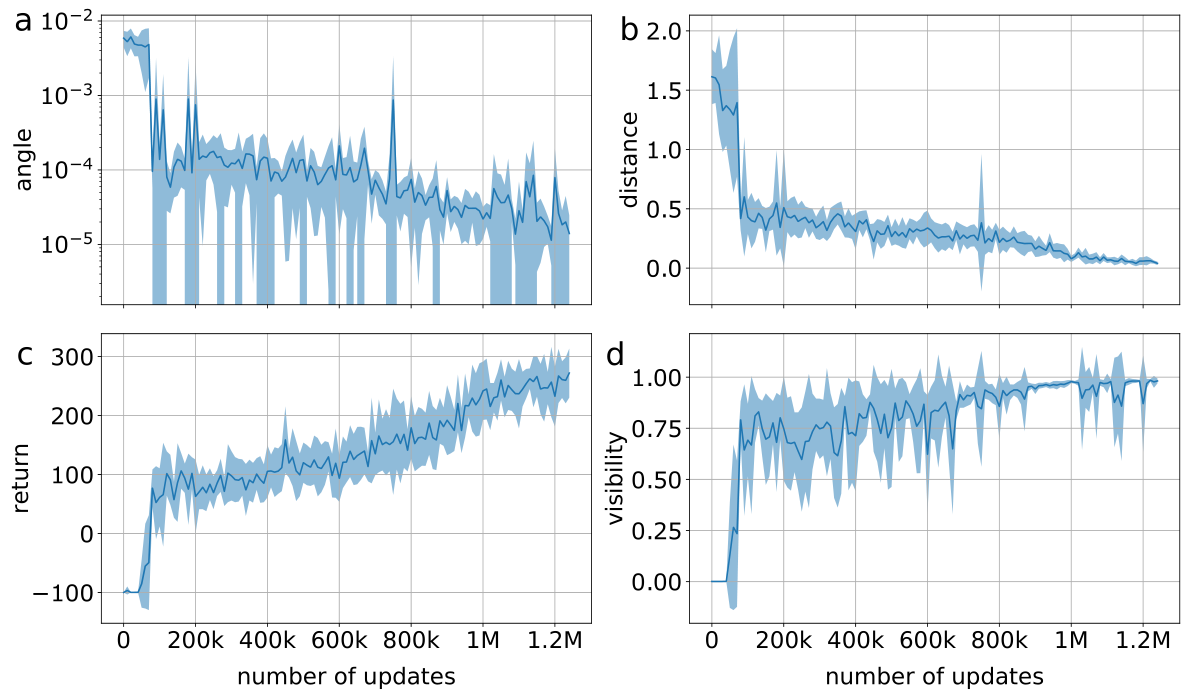 a
10⁻²
10⁻³
10⁻⁴
10⁻⁵
angle
b
2.0
1.5
1.0
0.5
0.0
distance
c
300
200
100
0
−100
return
0 200k 400k 600k 800k 1M 1.2M
number of updates
d
1.00
0.75
0.50
0.25
0.00
visibility
0 200k 400k 600k 800k 1M 1.2M
number of updates